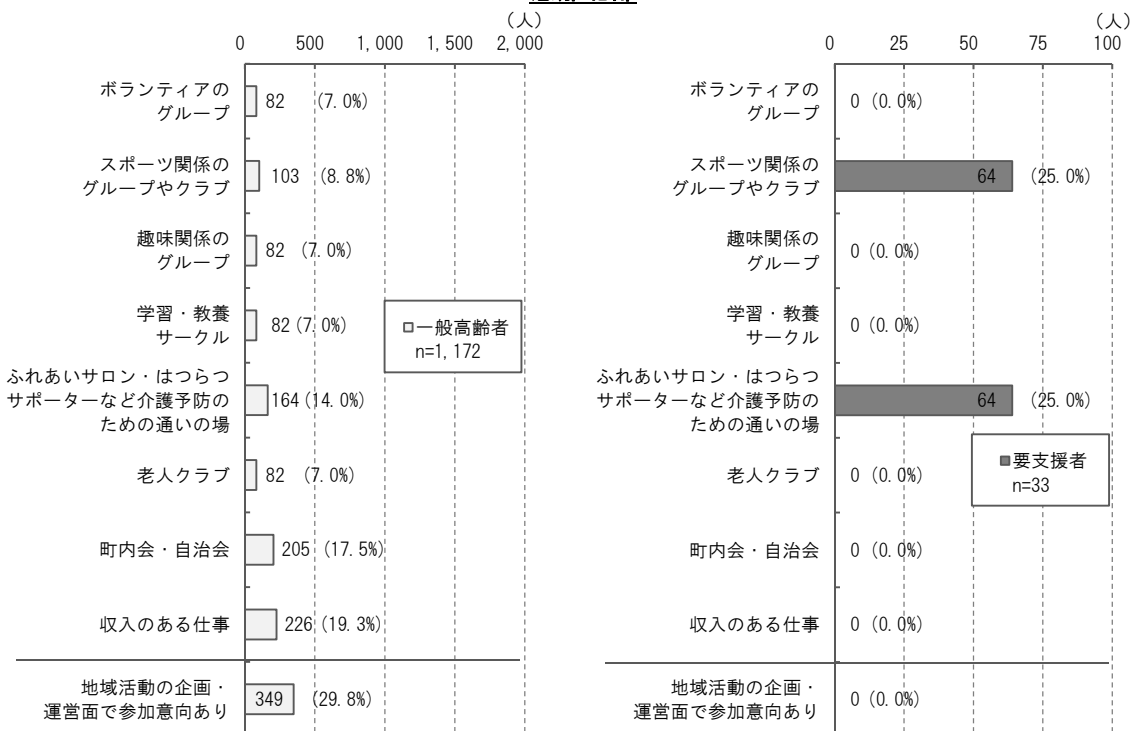 (人)
0 500 1,000 1,500 2,000
ボランティアの
グループ
82 (7.0%)
スポーツ関係の
グループやクラブ
103 (8.8%)
趣味関係の
グループ
82 (7.0%)
学習・教養
サークル
82 (7.0%)
□一般高齢者
n=1,172
ふれあいサロン・はつらつ
サポーターなど介護予防の
ための通いの場
164 (14.0%)
老人クラブ
82 (7.0%)
町内会・自治会
205 (17.5%)
収入のある仕事
226 (19.3%)
地域活動の企画・
運営面で参加意向あり
349 (29.8%)
(人)
0 25 50 75 100
ボランティアの
グループ
0 (0.0%)
スポーツ関係の
グループやクラブ
64 (25.0%)
趣味関係の
グループ
0 (0.0%)
学習・教養
サークル
0 (0.0%)
ふれあいサロン・はつらつ
サポーターなど介護予防の
ための通いの場
64 (25.0%)
■要支援者
n=33
老人クラブ
0 (0.0%)
町内会・自治会
0 (0.0%)
収入のある仕事
0 (0.0%)
地域活動の企画・
運営面で参加意向あり
0 (0.0%)